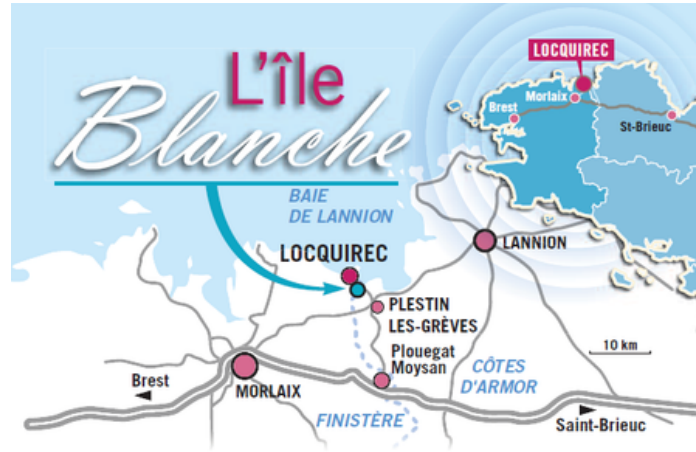 L'île
Blanche
LOCQUIREC
Morlaix
Brest
St-Brieuc
BAIE
DE LANNION
LANNION
LOCQUIREC
PLESTIN
LES-GRÈVES
Plouegat
Moysan
10 km
CÔTES
D'ARMOR
Brest
MORLAIX
FINISTÈRE
Saint-Brieuc